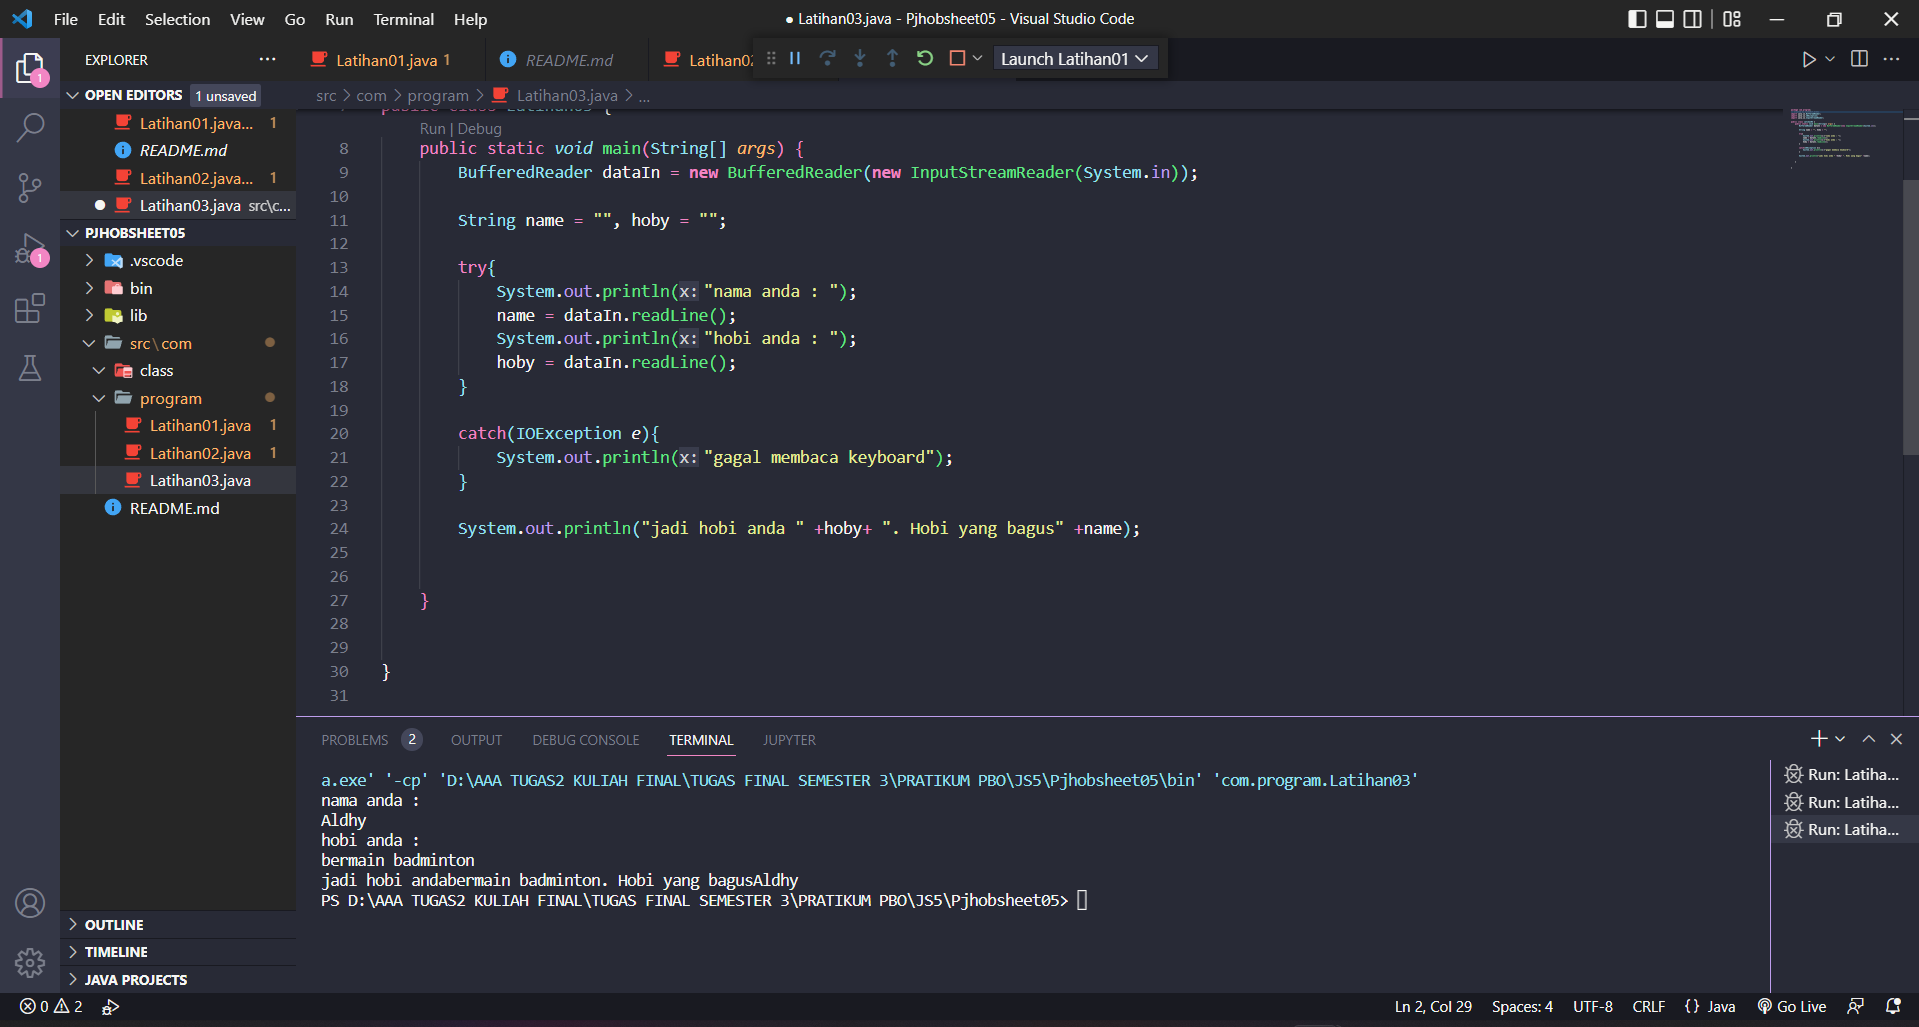 File Edit Selection View Go Run Terminal Help
● Latihan03.java - Pjhobsheet05 - Visual Studio Code
EXPLORER
Latihan01.java 1
README.md
Latihan02
Launch Latihan01
OPEN EDITORS 1 unsaved
Latihan01.java... 1
README.md
Latihan02.java... 1
Latihan03.java src\c...
PJHOBSHEET05
.vscode
bin
lib
src\com
class
program
Latihan01.java 1
Latihan02.java 1
Latihan03.java
README.md
OUTLINE
TIMELINE
JAVA PROJECTS
src > com > program > Latihan03.java > ...
public class Latihan03 {
Run | Debug
8 public static void main(String[] args) {
9 BufferedReader dataIn = new BufferedReader(new InputStreamReader(System.in));
10
11 String name = "", hoby = "";
12
13 try{
14 System.out.println(x: "nama anda : ");
15 name = dataIn.readLine();
16 System.out.println(x: "hobi anda : ");
17 hoby = dataIn.readLine();
18 }
19
20 catch(IOException e){
21 System.out.println(x: "gagal membaca keyboard");
22 }
23
24 System.out.println("jadi hobi anda " +hoby+ ". Hobi yang bagus" +name);
25
26
27 }
28
29
30 }
31
PROBLEMS 2 OUTPUT DEBUG CONSOLE TERMINAL JUPYTER
a.exe' '-cp' 'D:\AAA TUGAS2 KULIAH FINAL\TUGAS FINAL SEMESTER 3\PRATIKUM PBO\JS5\Pjhobsheet05\bin' 'com.program.Latihan03'
nama anda :
Aldhy
hobi anda :
bermain badminton
jadi hobi andabermain badminton. Hobi yang bagusAldhy
PS D:\AAA TUGAS2 KULIAH FINAL\TUGAS FINAL SEMESTER 3\PRATIKUM PBO\JS5\Pjhobsheet05>
Run: Latiha...
Run: Latiha...
Run: Latiha...
1
1
0 2
Ln 2, Col 29 Spaces: 4 UTF-8 CRLF {} Java Go Live